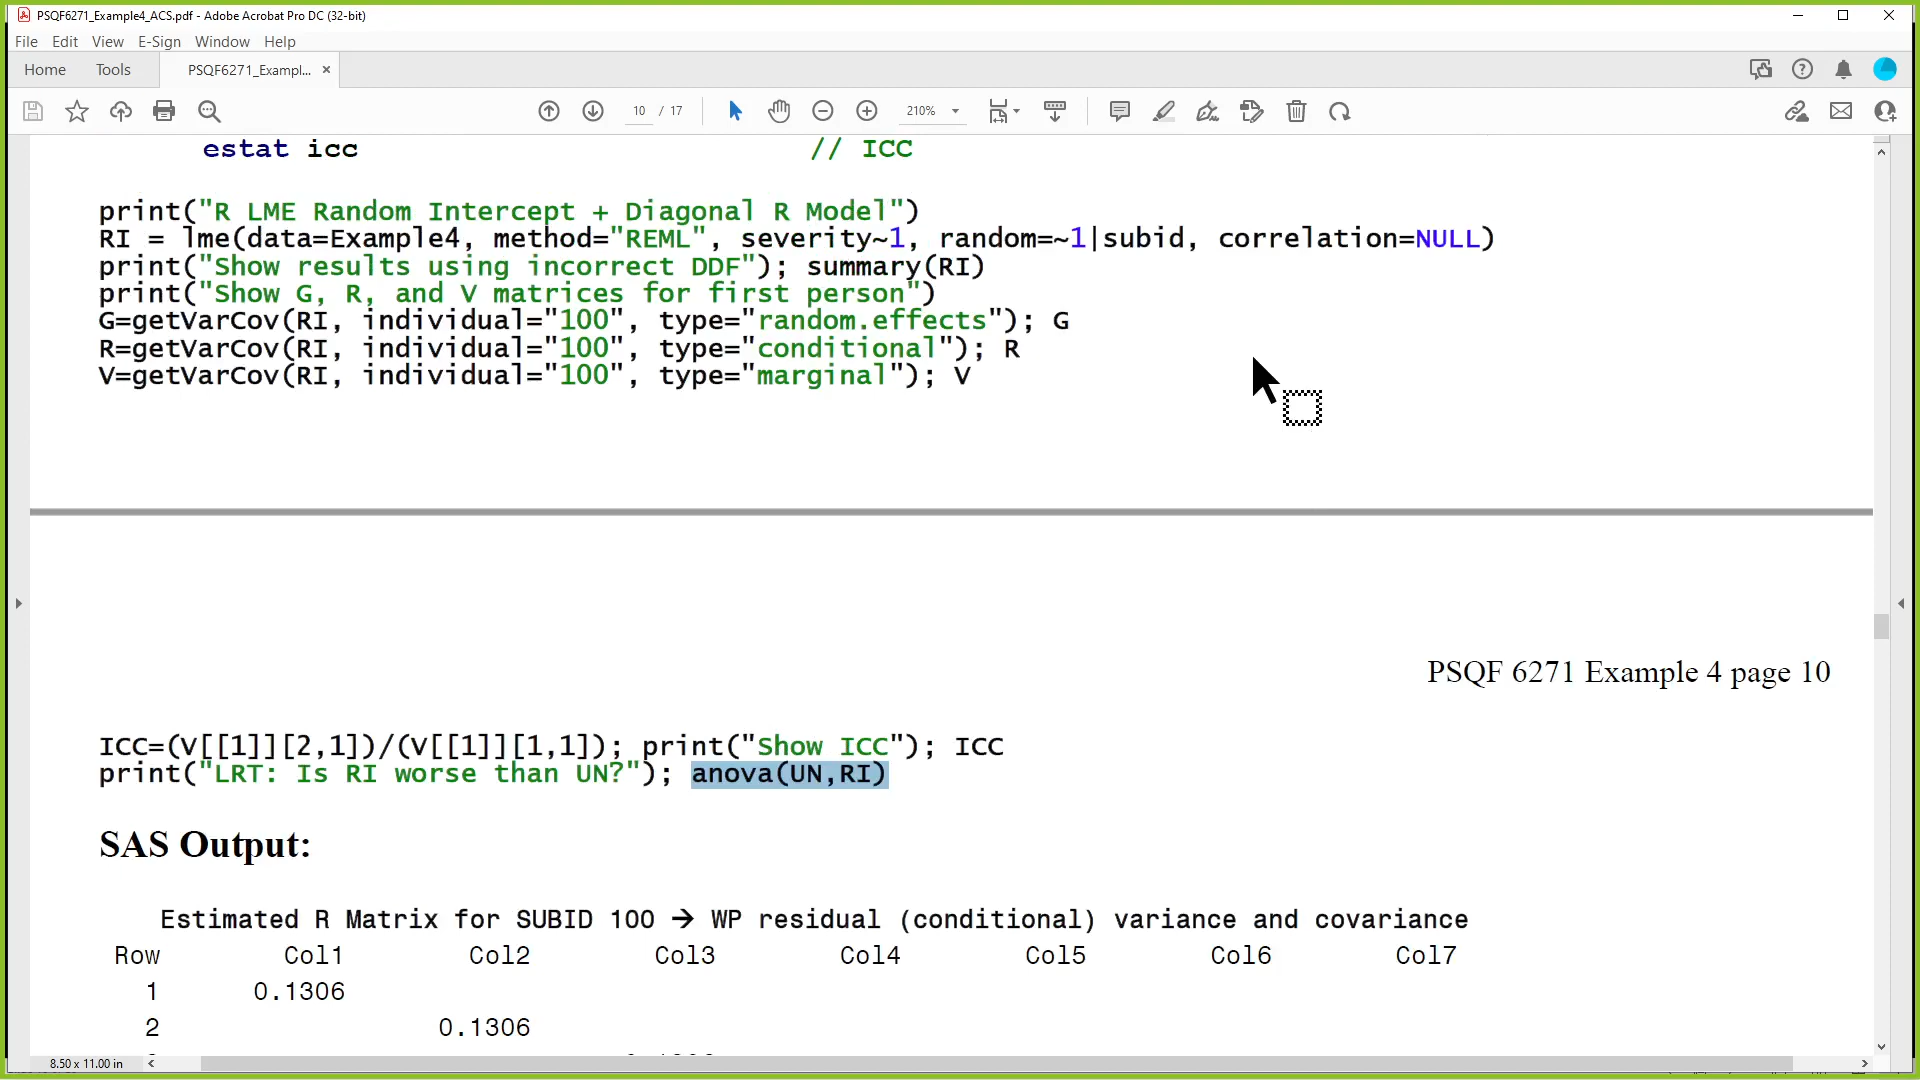 PSQF6271_Example4_ACS.pdf - Adobe Acrobat Pro DC (32-bit)
File Edit View E-Sign Window Help
Home Tools PSQF6271_Exampl... ×
10 / 17 210%
estat icc // ICC
print("R LME Random Intercept + Diagonal R Model")
RI = lme(data=Example4, method="REML", severity~1, random=~1|subid, correlation=NULL)
print("Show results using incorrect DDF"); summary(RI)
print("Show G, R, and V matrices for first person")
G=getVarCov(RI, individual="100", type="random.effects"); G
R=getVarCov(RI, individual="100", type="conditional"); R
V=getVarCov(RI, individual="100", type="marginal"); V
PSQF 6271 Example 4 page 10
ICC=(V[[1]][2,1])/(V[[1]][1,1]); print("Show ICC"); ICC
print("LRT: Is RI worse than UN?"); anova(UN,RI)
SAS Output:
Estimated R Matrix for SUBID 100 → WP residual (conditional) variance and covariance
Row Col1 Col2 Col3 Col4 Col5 Col6 Col7
1 0.1306
2 0.1306
8.50 x 11.00 in